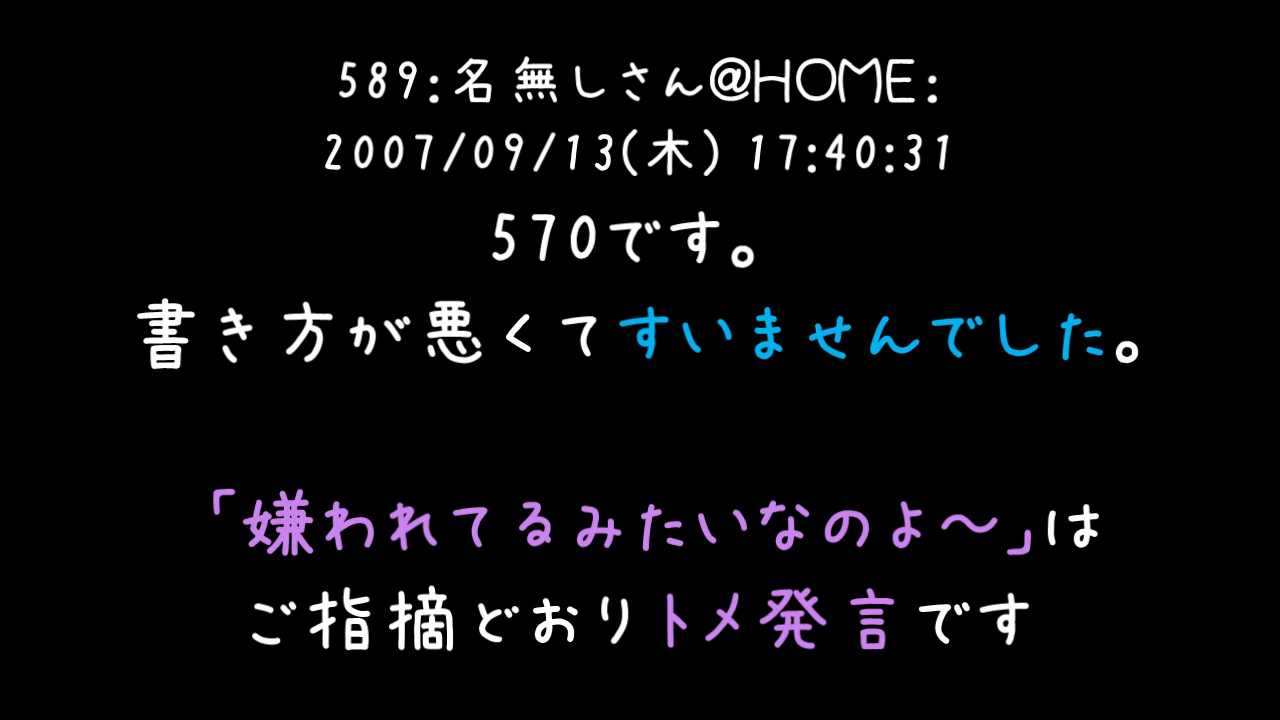 589:名無しさん@HOME:
2007/09/13(木) 17:40:31
570です。
書き方が悪くてすいませんでした。
「嫌われてるみたいなのよ～」は
ご指摘どおりトメ発言です